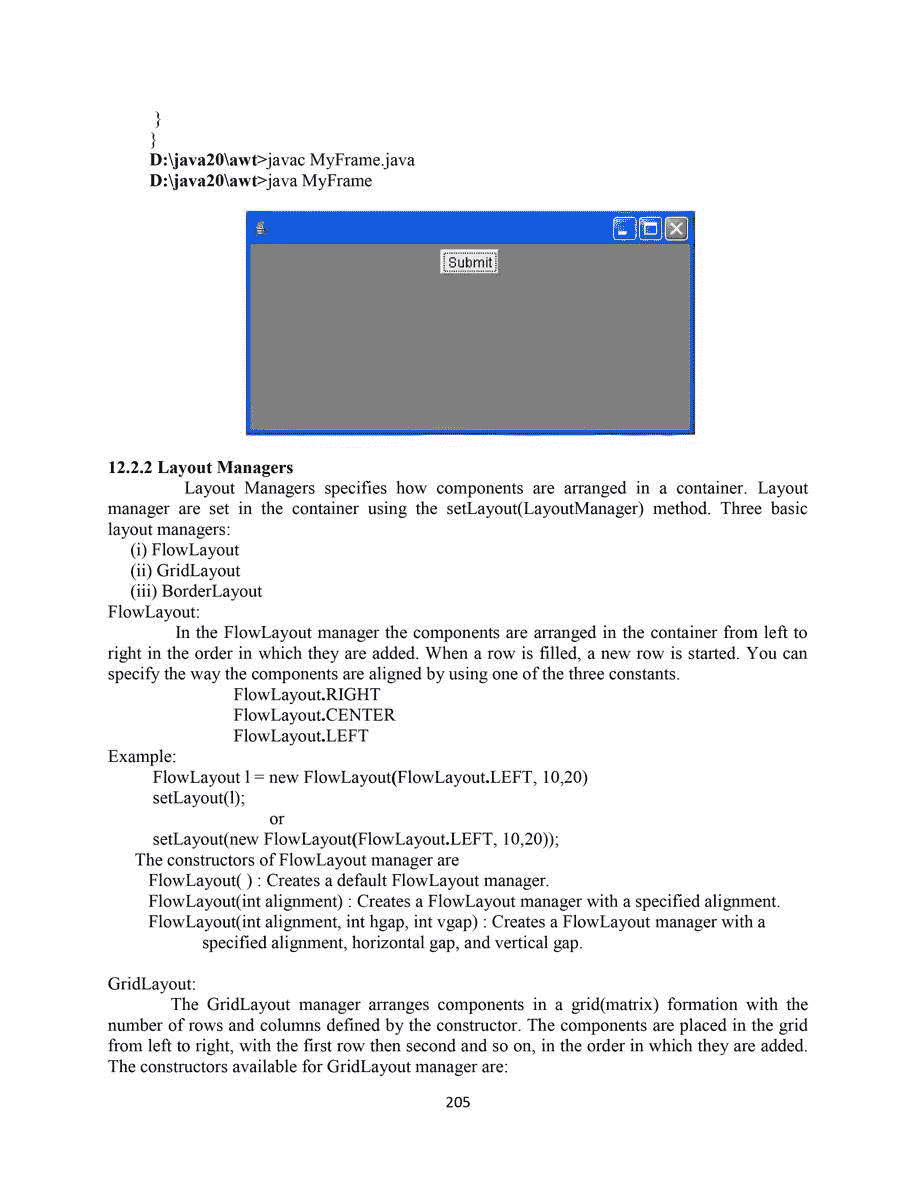 }
}
D:\java20\awt>javac MyFrame.java
D:\java20\awt>java MyFrame
Submit
12.2.2 Layout Managers
Layout Managers specifies how components are arranged in a container. Layout
manager are set in the container using the setLayout(LayoutManager) method. Three basic
layout managers:
(i) FlowLayout
(ii) GridLayout
(iii) BorderLayout
FlowLayout:
In the FlowLayout manager the components are arranged in the container from left to
right in the order in which they are added. When a row is filled, a new row is started. You can
specify the way the components are aligned by using one of the three constants.
FlowLayout.RIGHT
FlowLayout.CENTER
FlowLayout.LEFT
Example:
FlowLayout l = new FlowLayout(FlowLayout.LEFT, 10,20)
setLayout(l);
or
setLayout(new FlowLayout(FlowLayout.LEFT, 10,20));
The constructors of FlowLayout manager are
FlowLayout( ) : Creates a default FlowLayout manager.
FlowLayout(int alignment) : Creates a FlowLayout manager with a specified alignment.
FlowLayout(int alignment, int hgap, int vgap) : Creates a FlowLayout manager with a
specified alignment, horizontal gap, and vertical gap.
GridLayout:
The GridLayout manager arranges components in a grid(matrix) formation with the
number of rows and columns defined by the constructor. The components are placed in the grid
from left to right, with the first row then second and so on, in the order in which they are added.
The constructors available for GridLayout manager are:
205